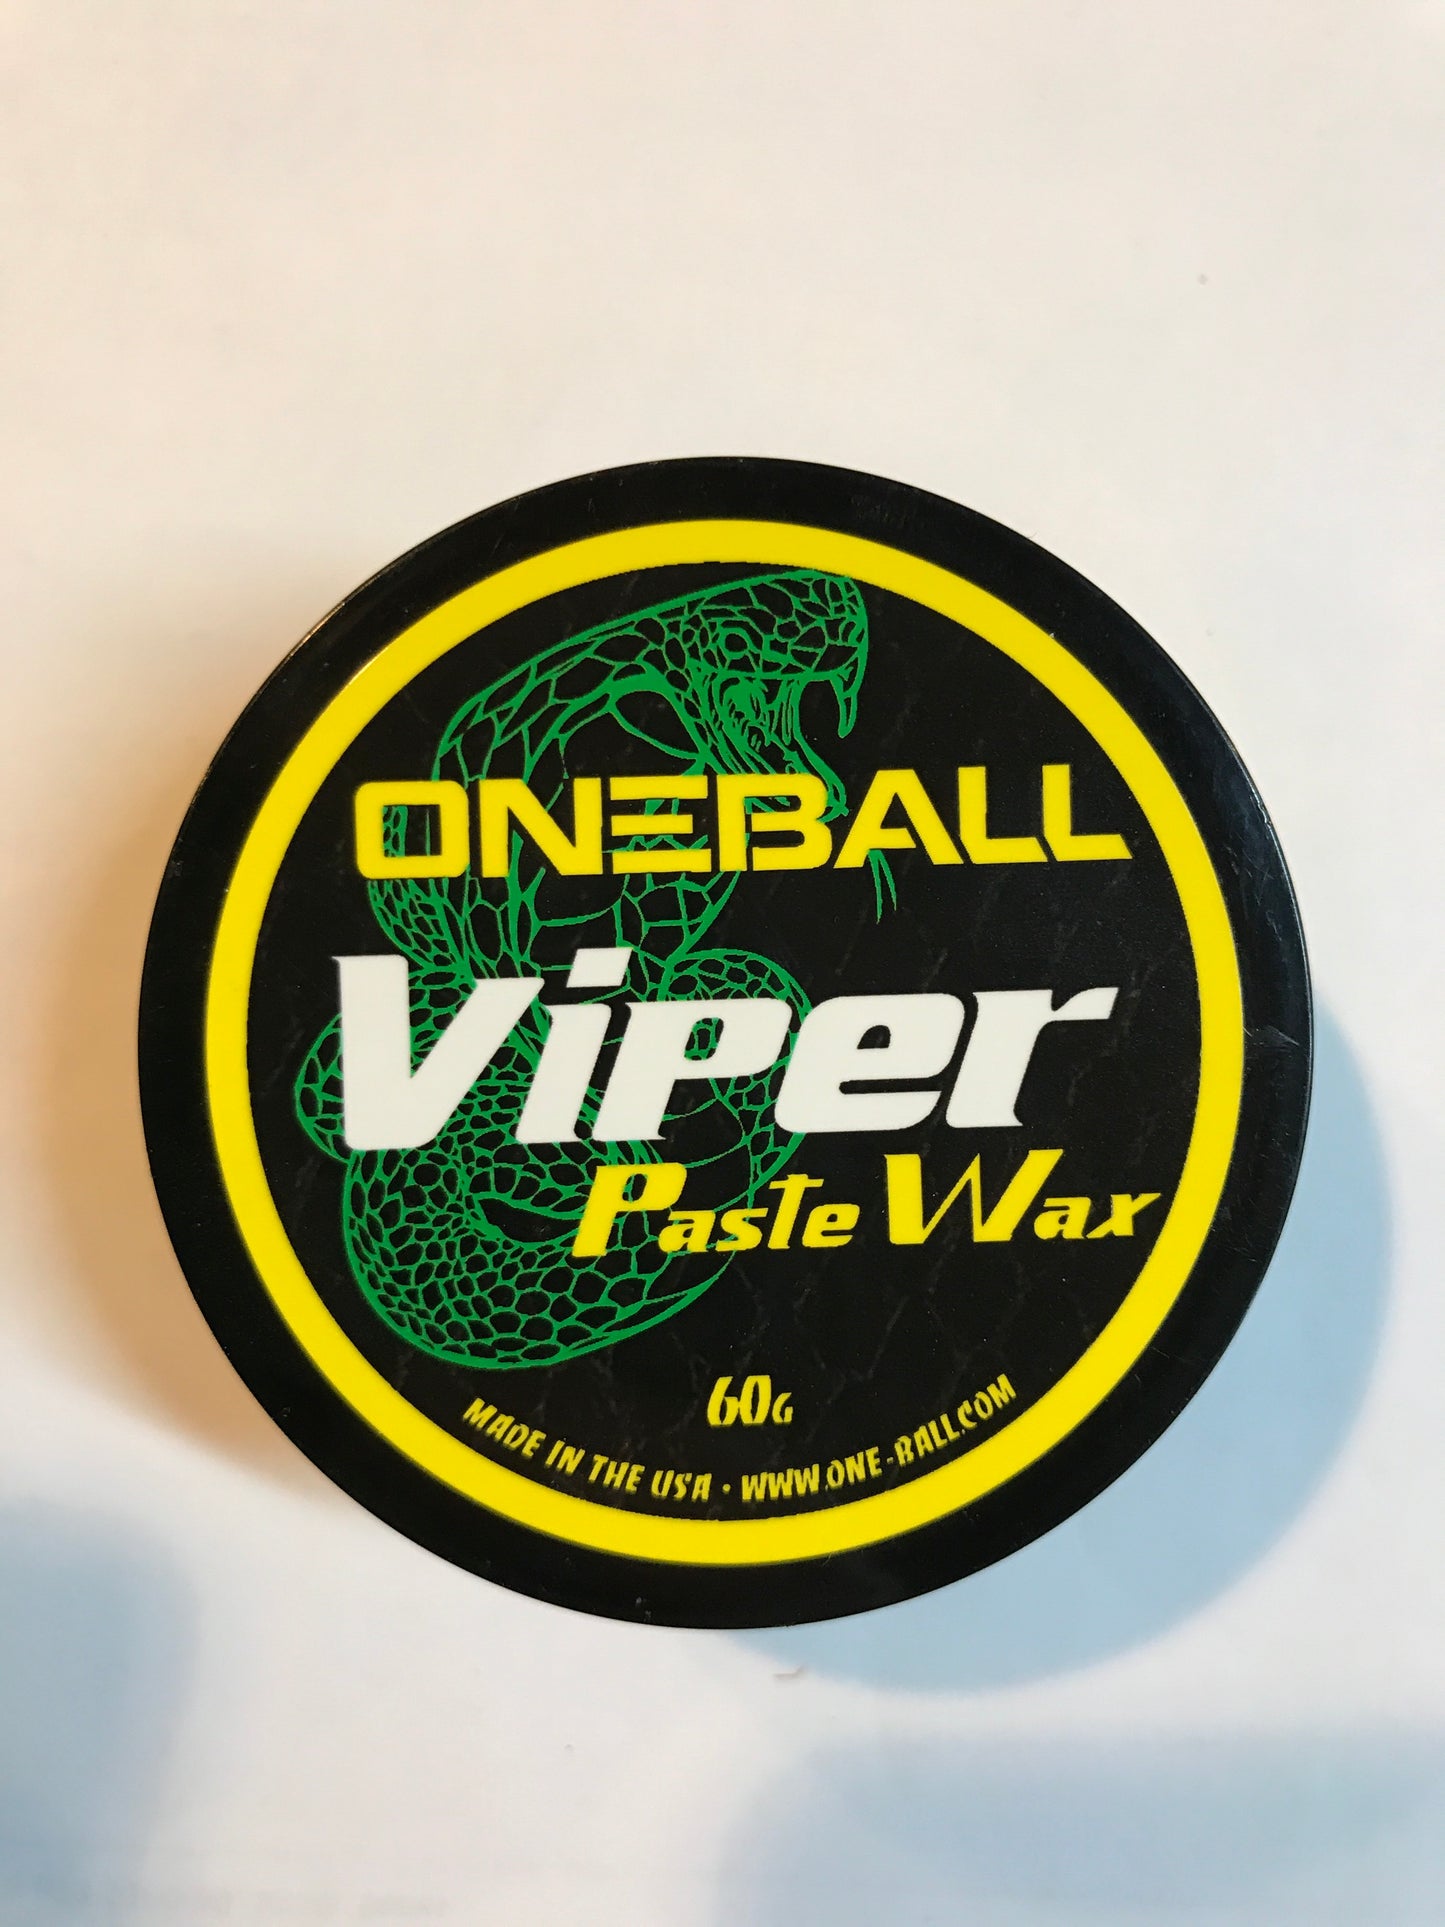 ONEBALL
Viper
Paste Wax
60G
MADE IN THE USA · WWW.ONE-BALL.COM